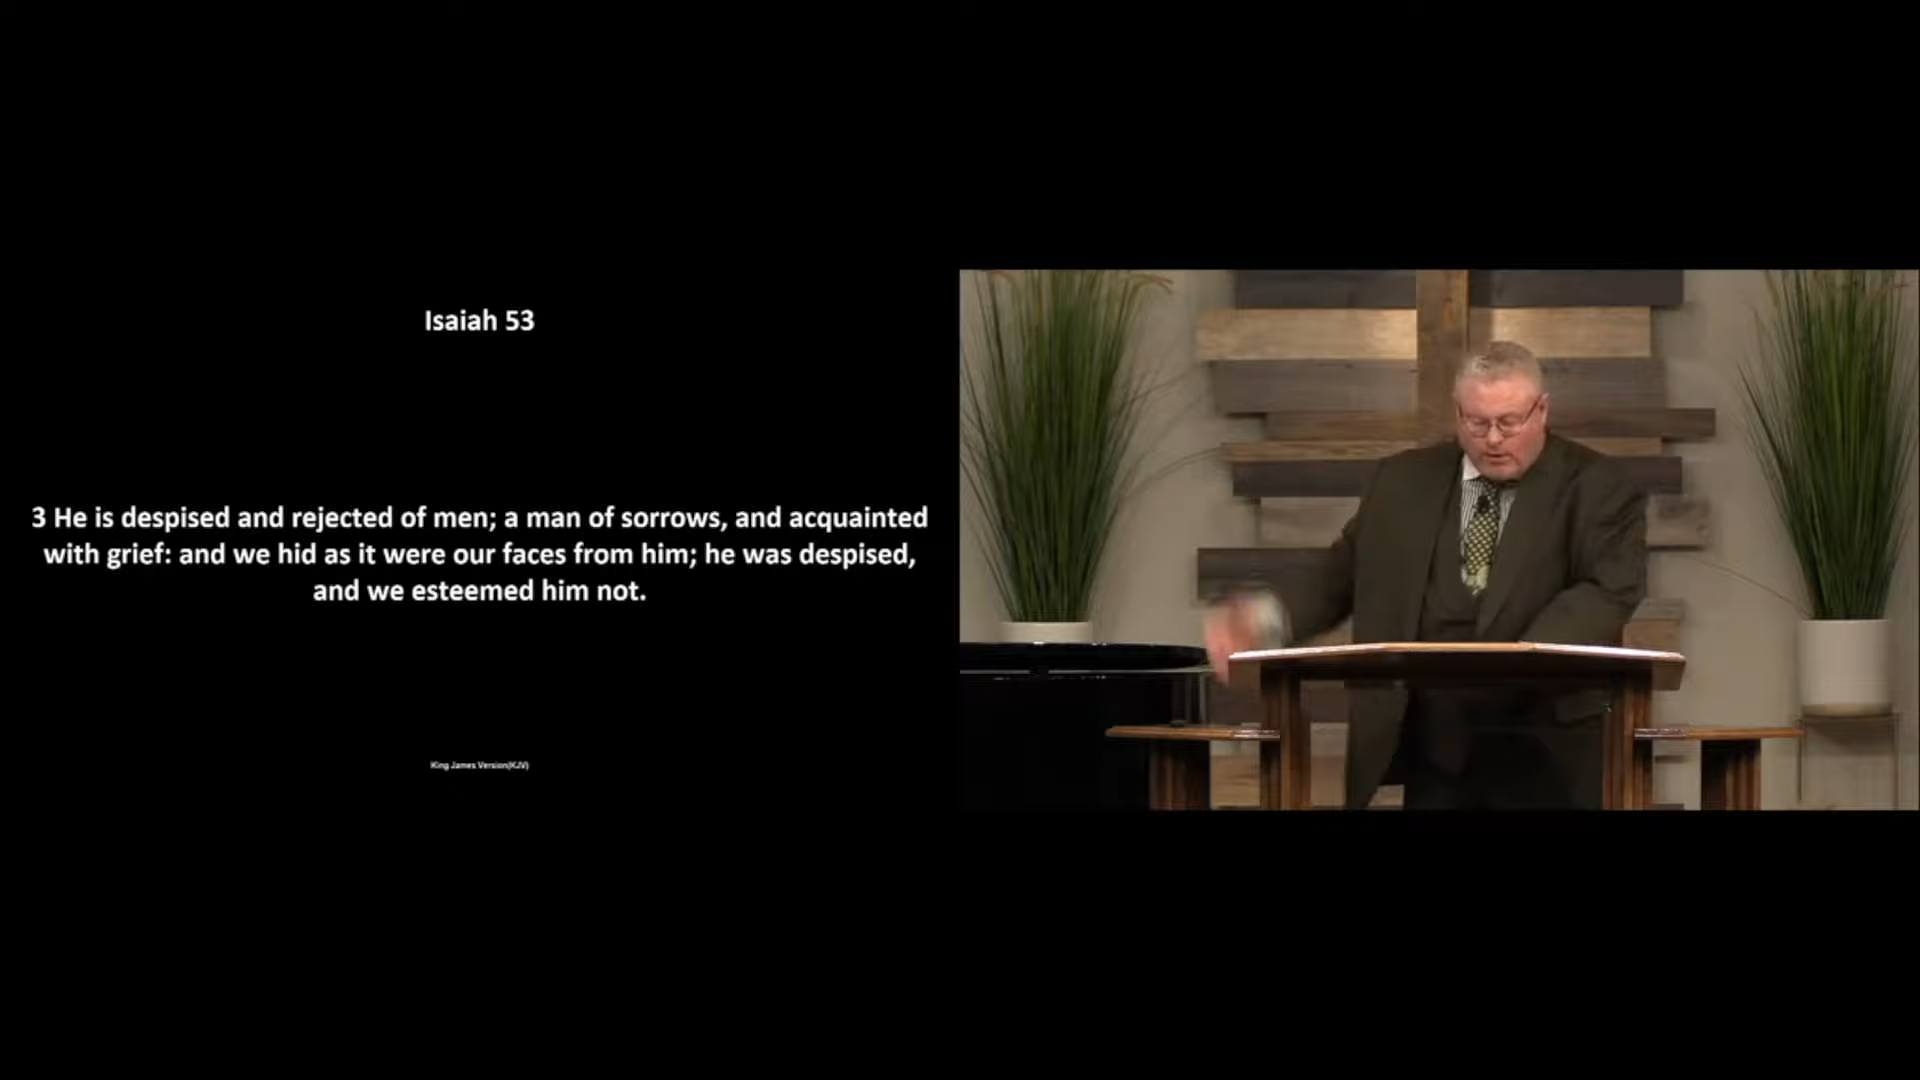 Isaiah 53
3 He is despised and rejected of men; a man of sorrows, and acquainted
with grief: and we hid as it were our faces from him; he was despised,
and we esteemed him not.
King James Version(KJV)